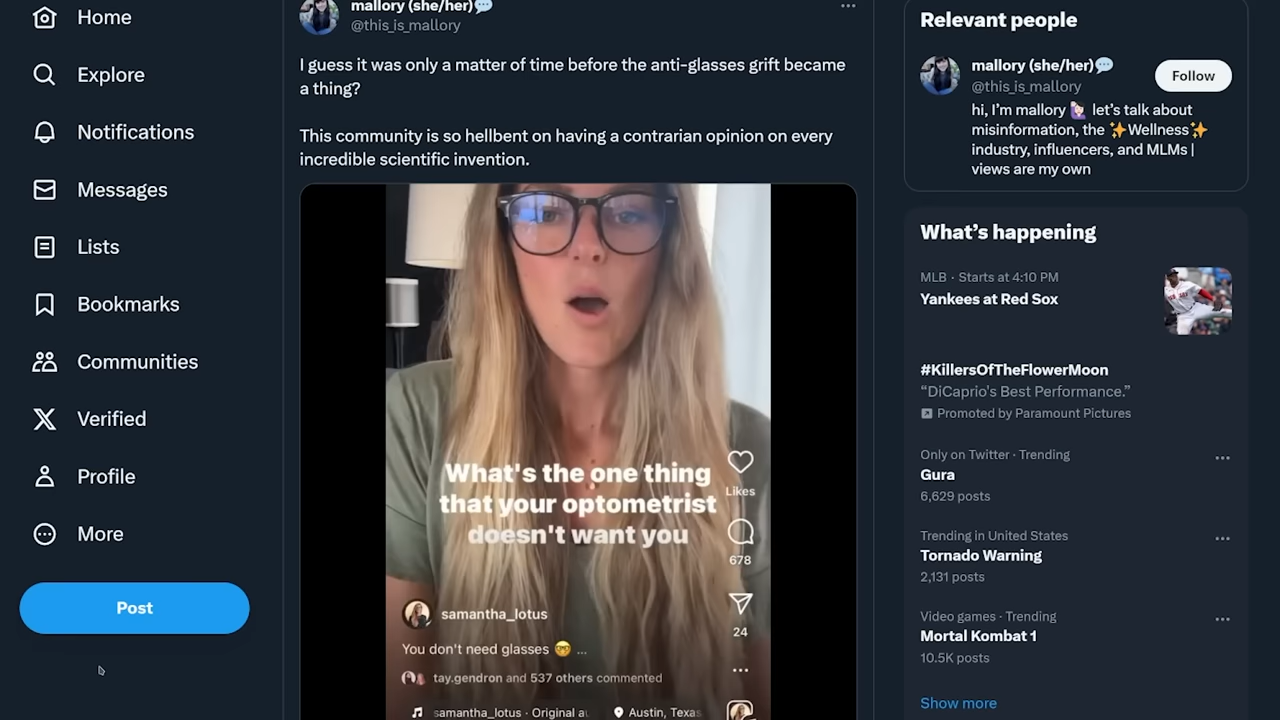 Home
Explore
Notifications
Messages
Lists
Bookmarks
Communities
Verified
Profile
More
Post
mallory (she/her)💬
@this_is_mallory
I guess it was only a matter of time before the anti-glasses grift became
a thing?
This community is so hellbent on having a contrarian opinion on every
incredible scientific invention.
What's the one thing
that your optometrist
doesn't want you
Likes
678
24
samantha_lotus
You don't need glasses 🤓 ...
tay.gendron and 537 others commented
samantha_lotus · Original au
Austin, Texas
Relevant people
mallory (she/her)💬
@this_is_mallory
Follow
hi, I'm mallory 🙋🏻‍♀️ let's talk about
misinformation, the ✨Wellness✨
industry, influencers, and MLMs |
views are my own
What's happening
MLB · Starts at 4:10 PM
Yankees at Red Sox
#KillersOfTheFlowerMoon
“DiCaprio's Best Performance.”
Promoted by Paramount Pictures
Only on Twitter · Trending
Gura
6,629 posts
Trending in United States
Tornado Warning
2,131 posts
Video games · Trending
Mortal Kombat 1
10.5K posts
Show more